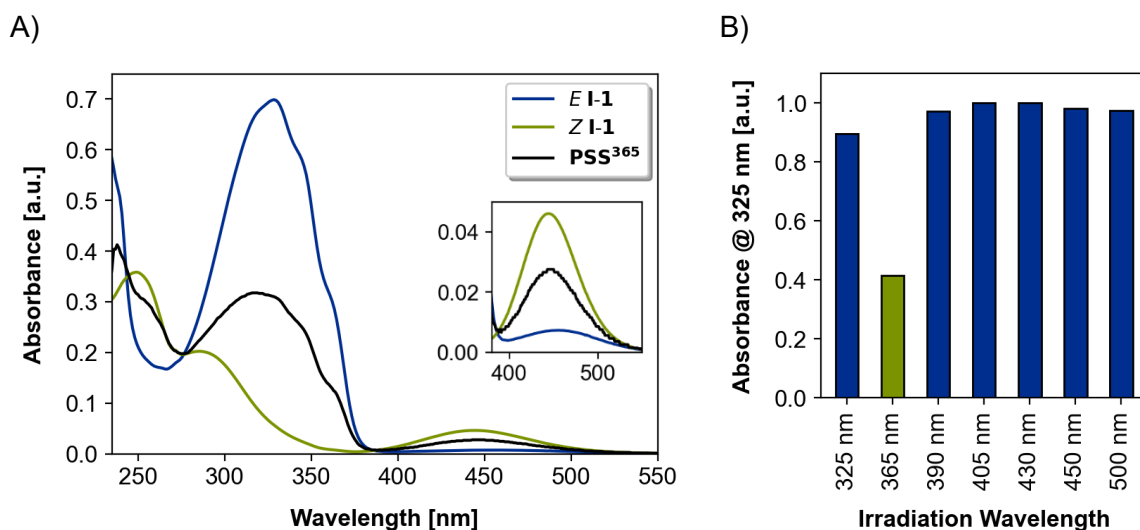 A)
B)
Absorbance [a.u.]
0.7
0.6
0.5
0.4
0.3
0.2
0.1
0.0
250
300
350
400
450
500
550
Wavelength [nm]
E I-1
Z I-1
PSS³⁶⁵
0.04
0.02
0.00
400
500
Absorbance @ 325 nm [a.u.]
1.0
0.8
0.6
0.4
0.2
0.0
325 nm
365 nm
390 nm
405 nm
430 nm
450 nm
500 nm
Irradiation Wavelength